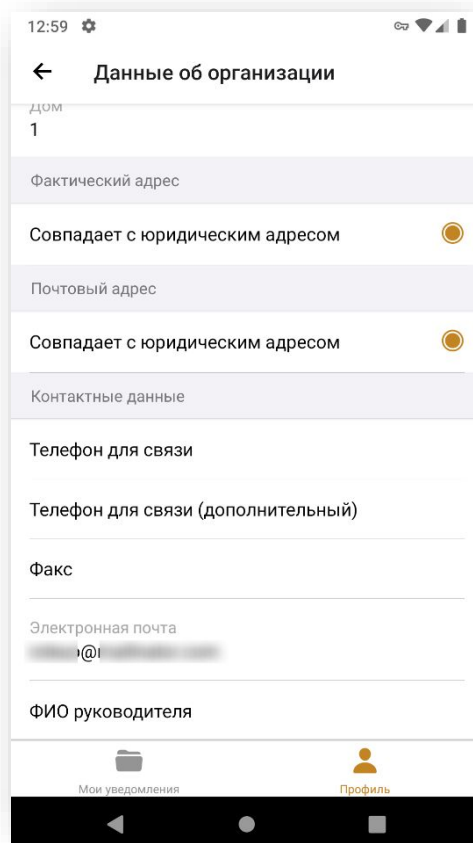 12:59
Данные об организации
Дом
1
Фактический адрес
Совпадает с юридическим адресом
Почтовый адрес
Совпадает с юридическим адресом
Контактные данные
Телефон для связи
Телефон для связи (дополнительный)
Факс
Электронная почта
@
ФИО руководителя
Мои уведомления
Профиль